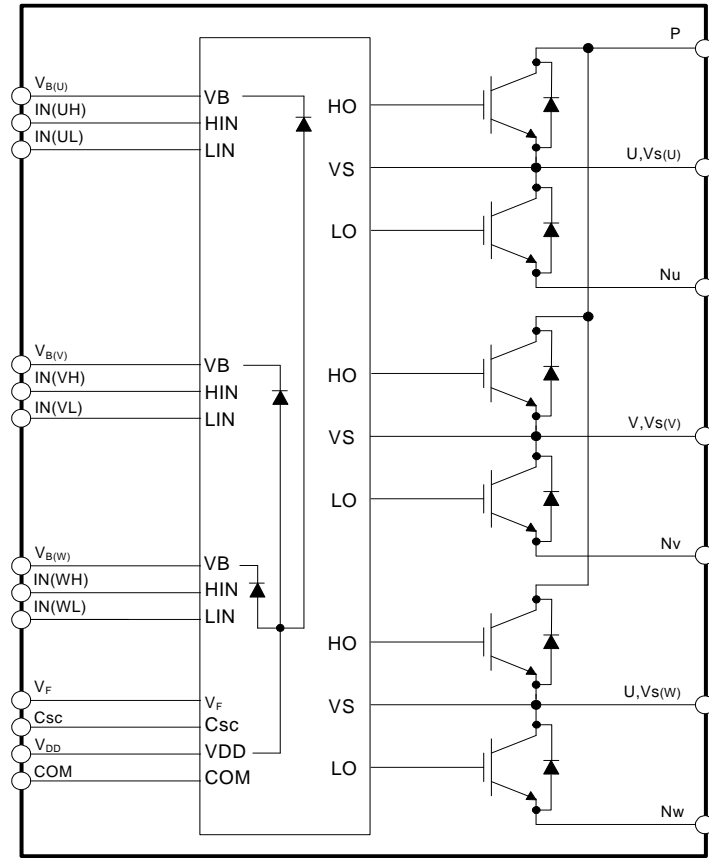 P
VB(U)
VB
HO
IN(UH)
HIN
IN(UL)
LIN
VS
U,Vs(U)
LO
Nu
VB(V)
VB
HO
IN(VH)
HIN
IN(VL)
LIN
VS
V,Vs(V)
LO
Nv
VB(W)
VB
IN(WH)
HIN
IN(WL)
LIN
HO
VF
VF
VS
U,Vs(W)
Csc
Csc
VDD
VDD
LO
COM
COM
Nw